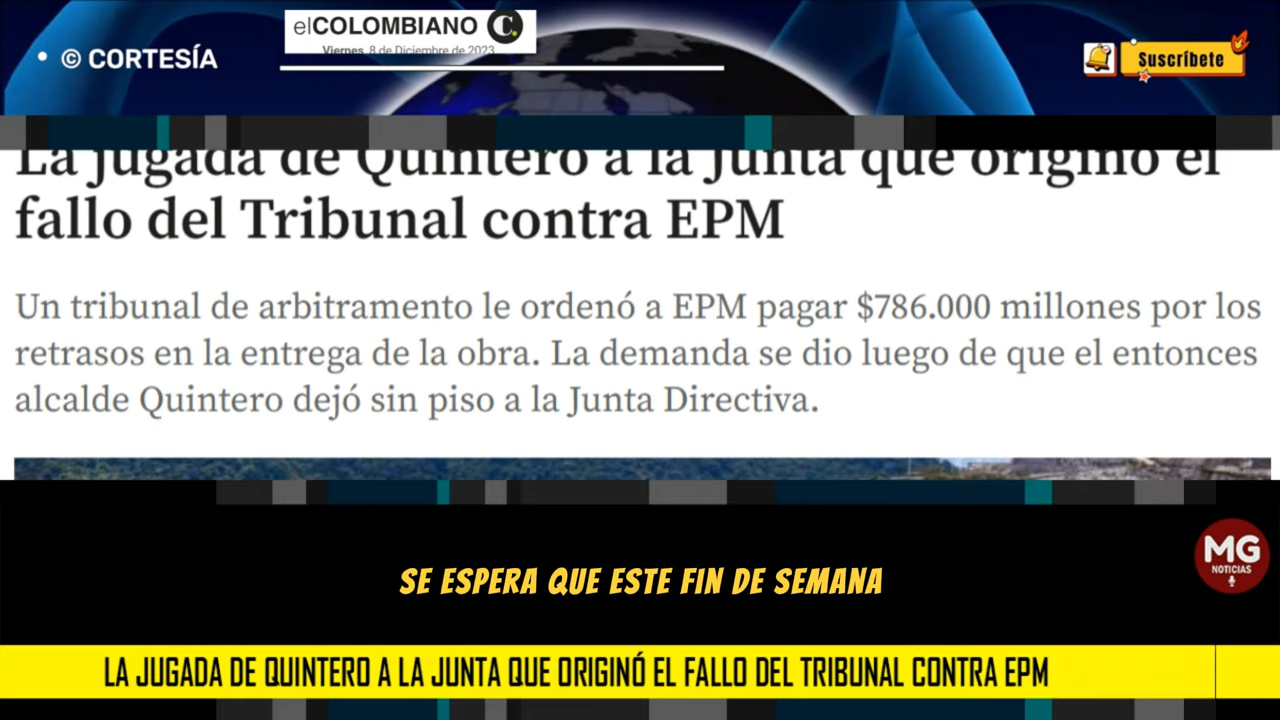 elCOLOMBIANO C.
Viernes, 8 de Diciembre de 2023
• © CORTESÍA
Suscríbete
La jugada de Quintero a la Junta que originó el
fallo del Tribunal contra EPM
Un tribunal de arbitramento le ordenó a EPM pagar $786.000 millones por los
retrasos en la entrega de la obra. La demanda se dio luego de que el entonces
alcalde Quintero dejó sin piso a la Junta Directiva.
MG
NOTICIAS
SE ESPERA QUE ESTE FIN DE SEMANA
LA JUGADA DE QUINTERO A LA JUNTA QUE ORIGINÓ EL FALLO DEL TRIBUNAL CONTRA EPM